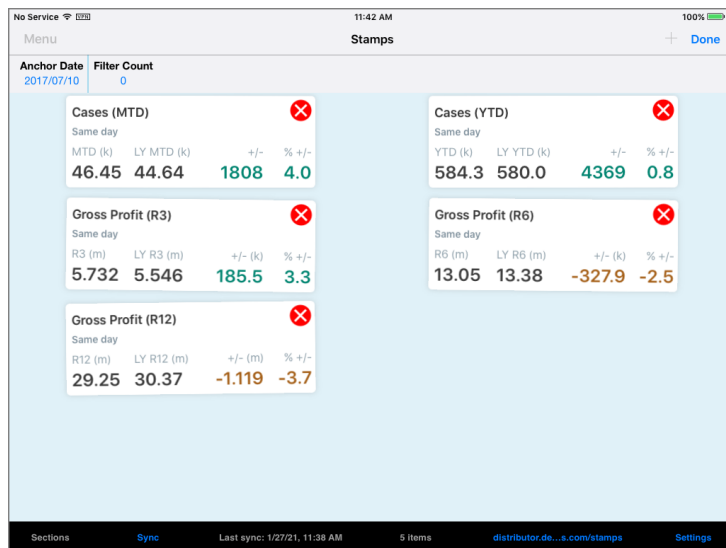 No Service VPN 11:42 AM 100%
Menu Stamps + Done
Anchor Date Filter Count
2017/07/10 0
Cases (MTD)
Same day
MTD (k) LY MTD (k) +/- % +/-
46.45 44.64 1808 4.0
Cases (YTD)
Same day
YTD (k) LY YTD (k) +/- % +/-
584.3 580.0 4369 0.8
Gross Profit (R3)
Same day
R3 (m) LY R3 (m) +/- (k) % +/-
5.732 5.546 185.5 3.3
Gross Profit (R6)
Same day
R6 (m) LY R6 (m) +/- (k) % +/-
13.05 13.38 -327.9 -2.5
Gross Profit (R12)
Same day
R12 (m) LY R12 (m) +/- (m) % +/-
29.25 30.37 -1.119 -3.7
Sections Sync Last sync: 1/27/21, 11:38 AM 5 items distributor.de...s.com/stamps Settings